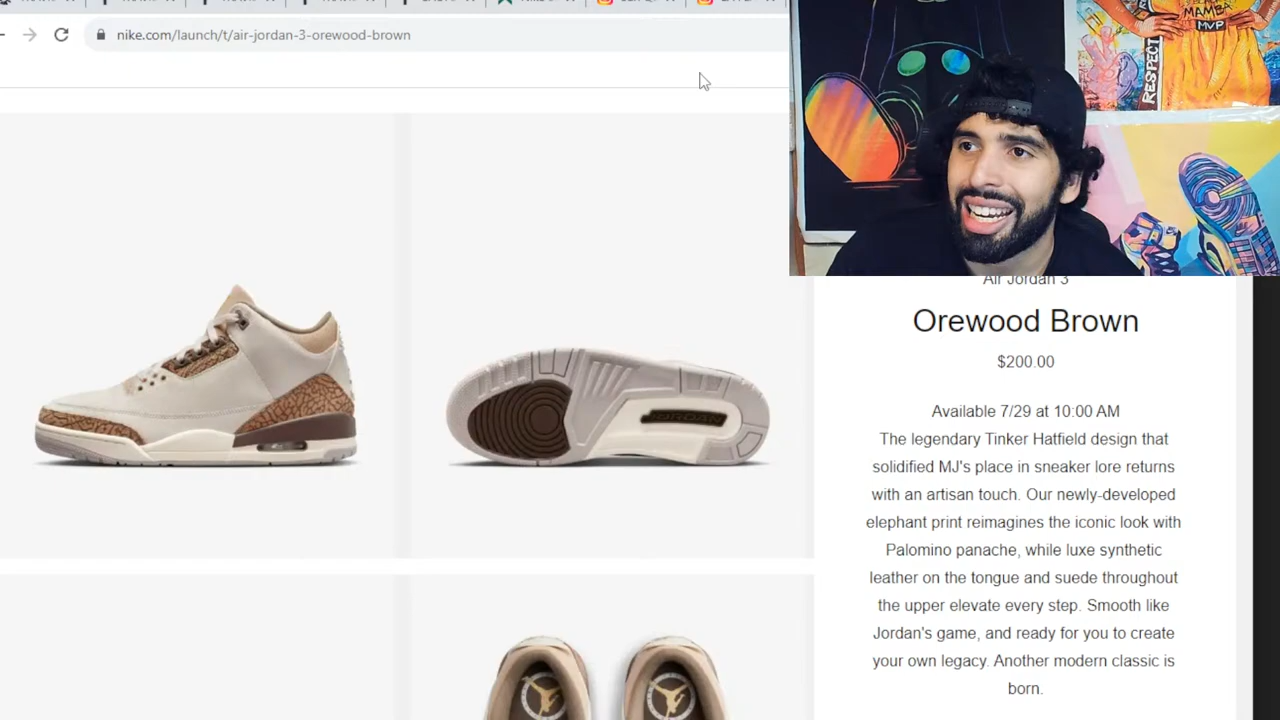 nike.com/launch/t/air-jordan-3-orewood-brown
RESPECT
MAMBA
MVP
Air Jordan 3
Orewood Brown
$200.00
Available 7/29 at 10:00 AM
The legendary Tinker Hatfield design that
solidified MJ's place in sneaker lore returns
with an artisan touch. Our newly-developed
elephant print reimagines the iconic look with
Palomino panache, while luxe synthetic
leather on the tongue and suede throughout
the upper elevate every step. Smooth like
Jordan's game, and ready for you to create
your own legacy. Another modern classic is
born.
JORDAN